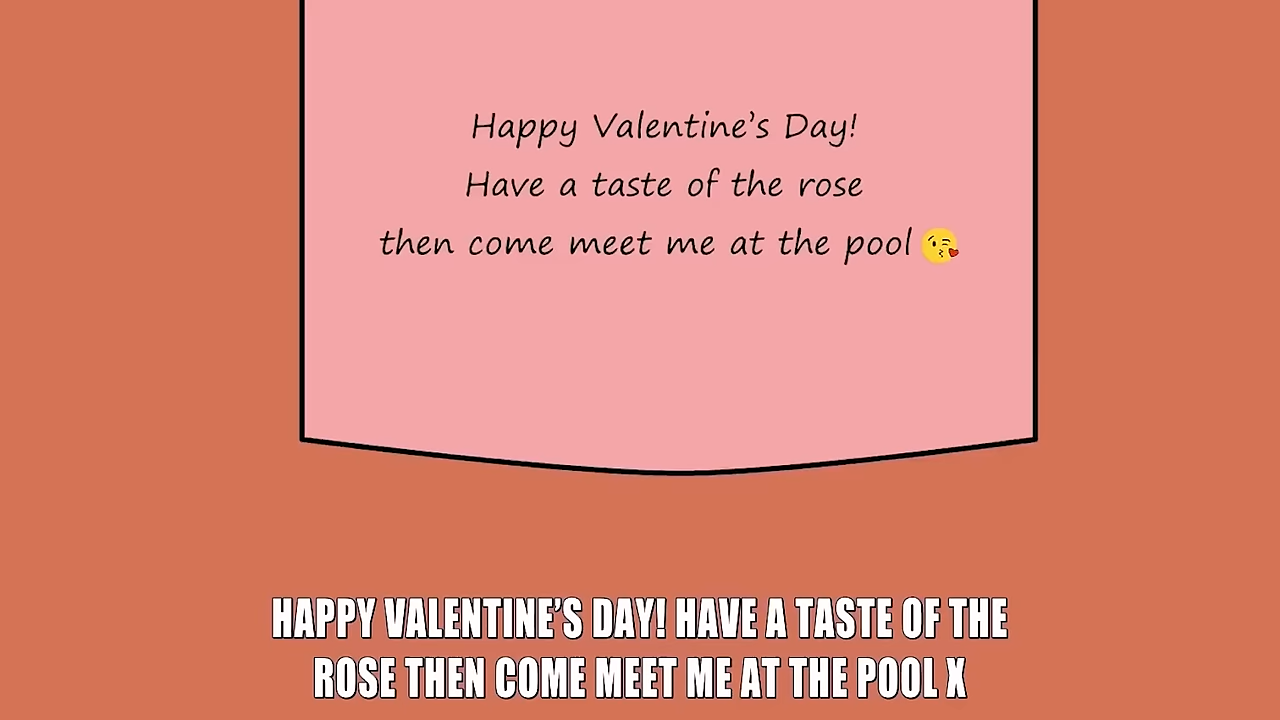 Happy Valentine’s Day!
Have a taste of the rose
then come meet me at the pool 😘
HAPPY VALENTINE’S DAY! HAVE A TASTE OF THE
ROSE THEN COME MEET ME AT THE POOL X